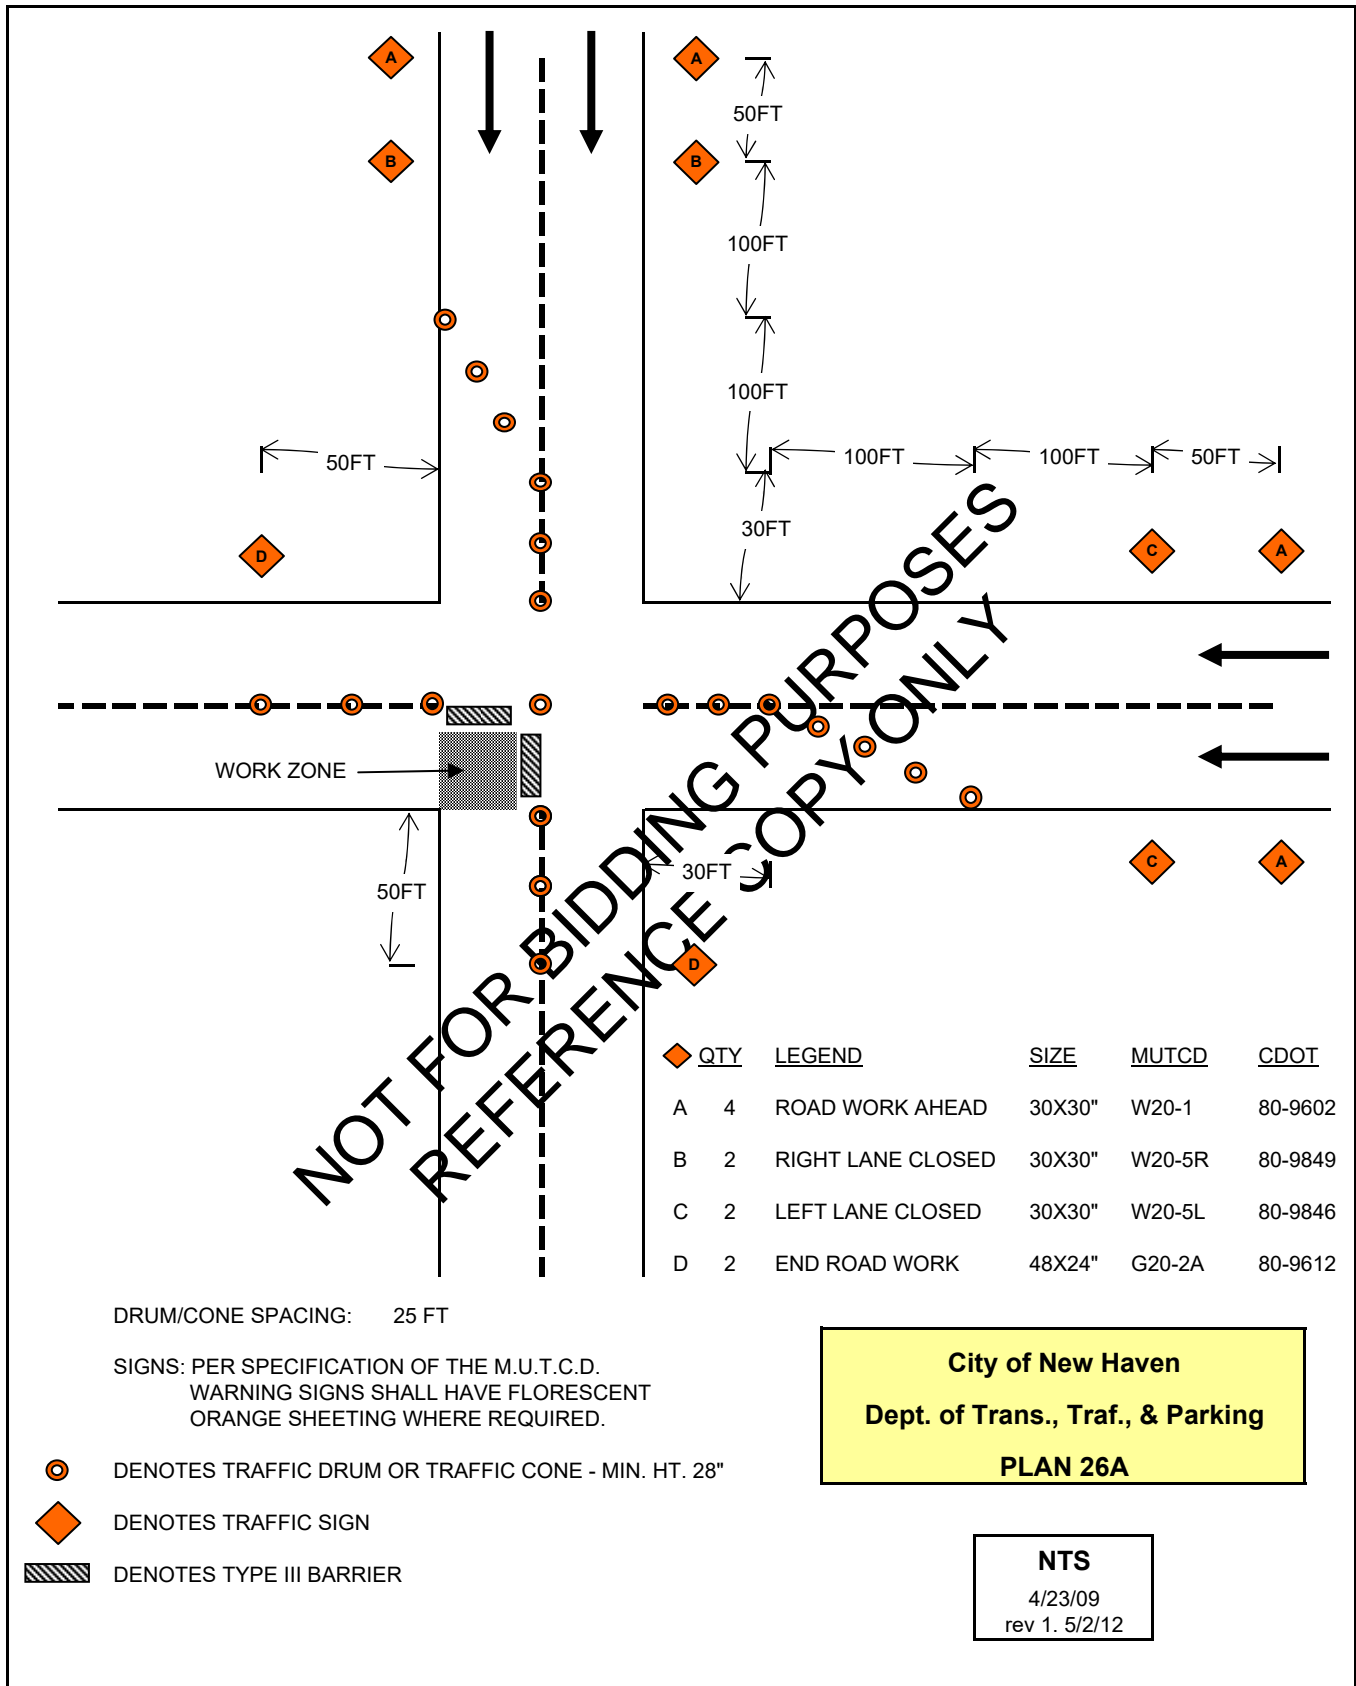 A A
50FT
B B
100FT
100FT
50FT 100FT 100FT 50FT
30FT
D C A
WORK ZONE
50FT 30FT
C A
D
NOT FOR BIDDING PURPOSES
REFERENCE COPY ONLY
QTY LEGEND SIZE MUTCD CDOT
A 4 ROAD WORK AHEAD 30X30" W20-1 80-9602
B 2 RIGHT LANE CLOSED 30X30" W20-5R 80-9849
C 2 LEFT LANE CLOSED 30X30" W20-5L 80-9846
D 2 END ROAD WORK 48X24" G20-2A 80-9612
DRUM/CONE SPACING: 25 FT
SIGNS: PER SPECIFICATION OF THE M.U.T.C.D.
WARNING SIGNS SHALL HAVE FLORESCENT
ORANGE SHEETING WHERE REQUIRED.
DENOTES TRAFFIC DRUM OR TRAFFIC CONE - MIN. HT. 28"
DENOTES TRAFFIC SIGN
DENOTES TYPE III BARRIER
City of New Haven
Dept. of Trans., Traf., & Parking
PLAN 26A
NTS
4/23/09
rev 1. 5/2/12